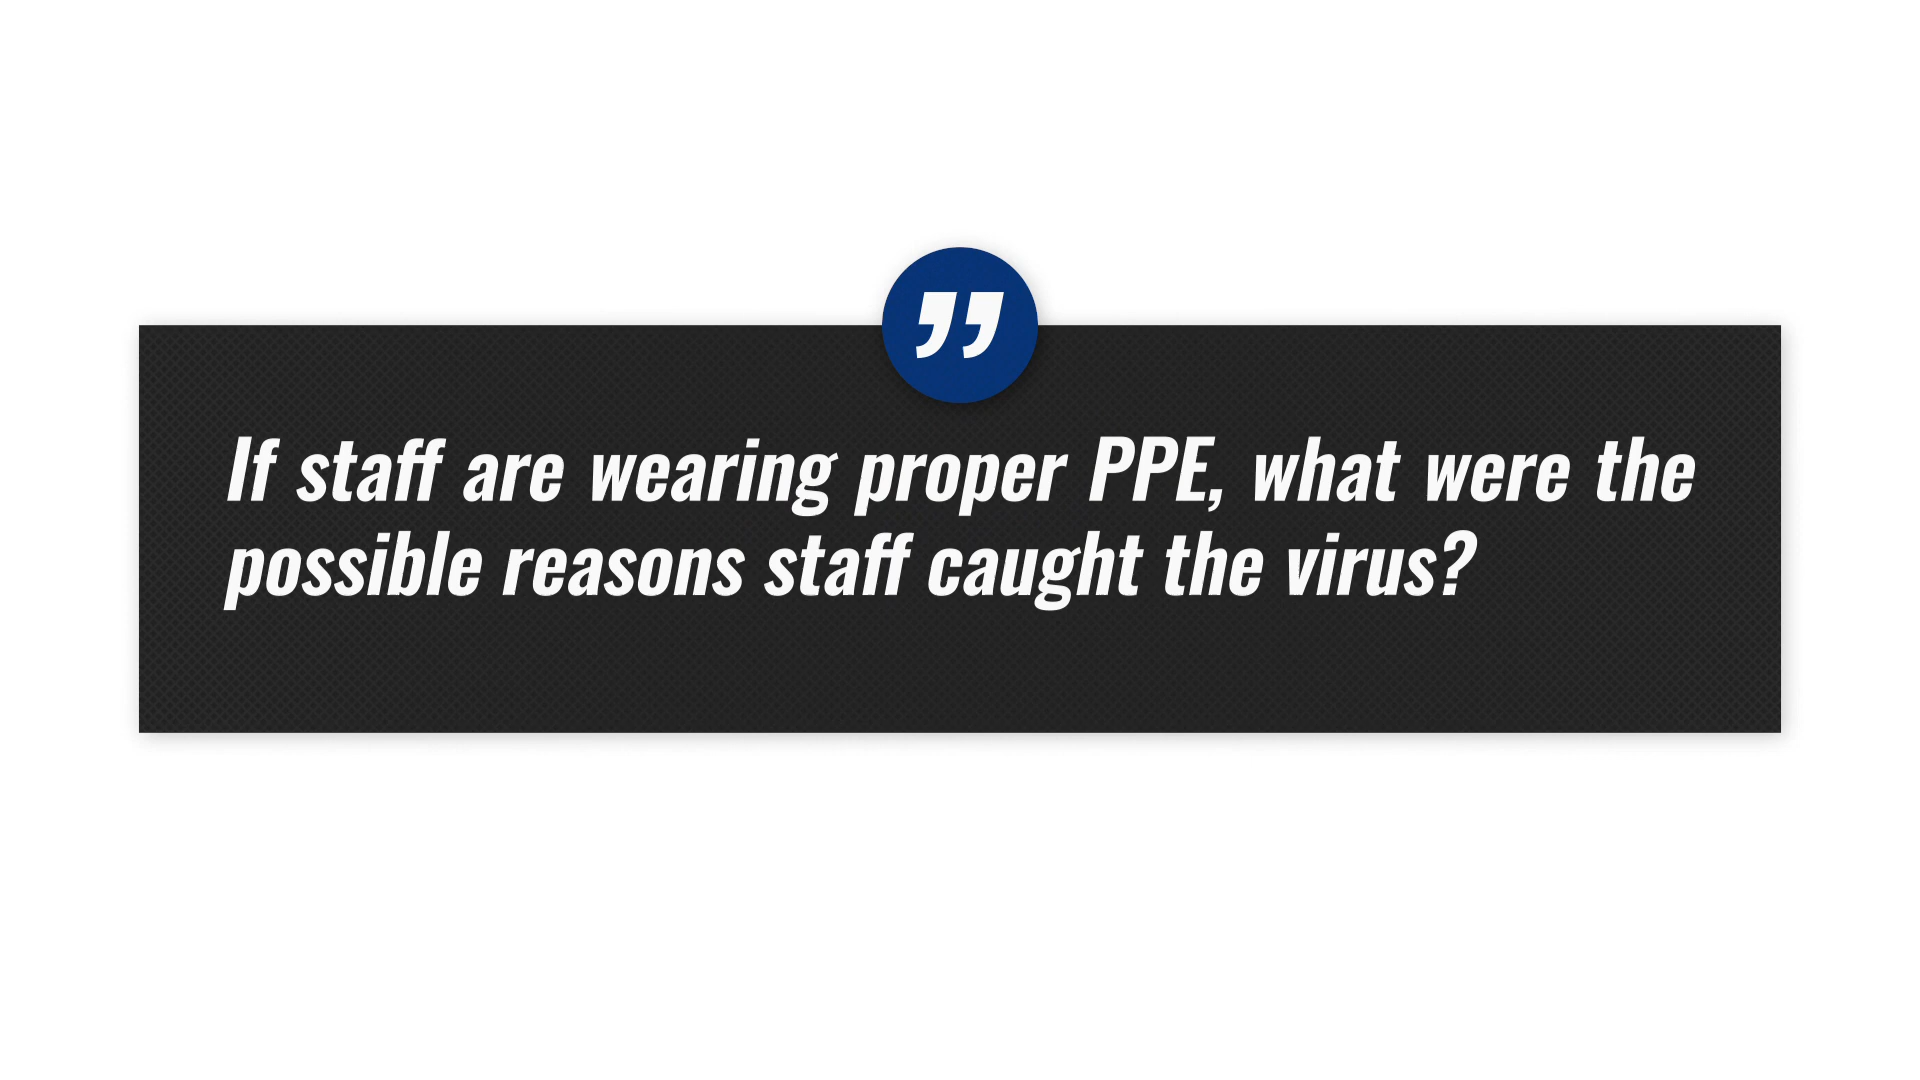 ”
If staff are wearing proper PPE, what were the
possible reasons staff caught the virus?